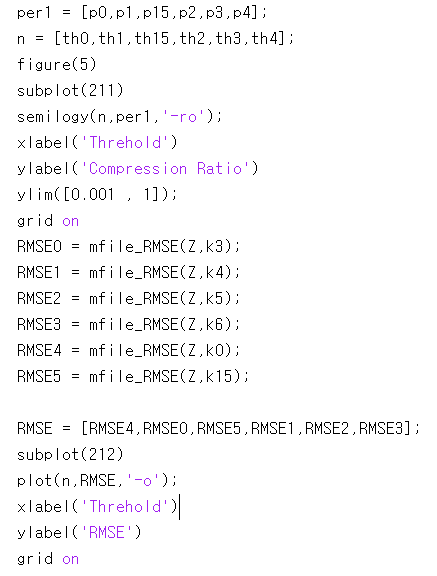 per1 = [p0,p1,p15,p2,p3,p4];
n = [th0,th1,th15,th2,th3,th4];
figure(5)
subplot(211)
semilogy(n,per1,'-ro');
xlabel('Threhold')
ylabel('Compression Ratio')
ylim([0.001 , 1]);
grid on
RMSE0 = mfile_RMSE(Z,k3);
RMSE1 = mfile_RMSE(Z,k4);
RMSE2 = mfile_RMSE(Z,k5);
RMSE3 = mfile_RMSE(Z,k6);
RMSE4 = mfile_RMSE(Z,k0);
RMSE5 = mfile_RMSE(Z,k15);
RMSE = [RMSE4,RMSE0,RMSE5,RMSE1,RMSE2,RMSE3];
subplot(212)
plot(n,RMSE,'-o');
xlabel('Threhold')
ylabel('RMSE')
grid on